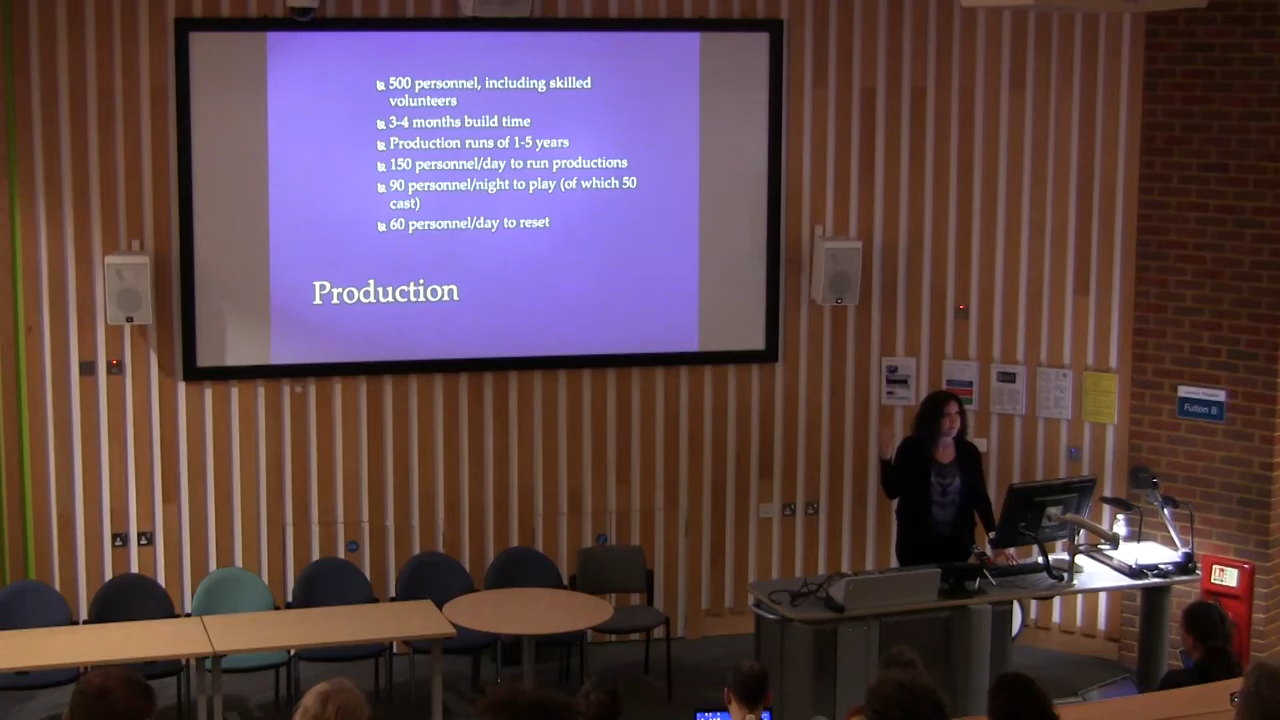 500 personnel, including skilled
volunteers
3-4 months build time
Production runs of 1-5 years
150 personnel/day to run productions
90 personnel/night to play (of which 50
cast)
60 personnel/day to reset
Production
Fulton B